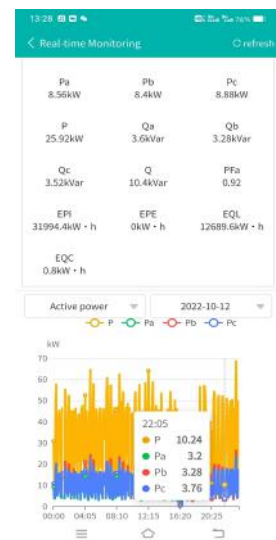 13:28
76%
Real-time Monitoring
refresh
Pa Pb Pc
8.56kW 8.4kW 8.88kW
P Qa Qb
25.92kW 3.6kVar 3.28kVar
Qc Q PFa
3.52kVar 10.4kVar 0.92
EPI EPE EQL
31994.4kW・h 0kW・h 12689.6kW・h
EQC
0.8kW・h
Active power 2022-10-12
P Pa Pb Pc
kW
70
60
50
40
30
20
10
0
22:05
P 10.24
Pa 3.2
Pb 3.28
Pc 3.76
00:00 04:05 08:10 12:15 16:20 20:25